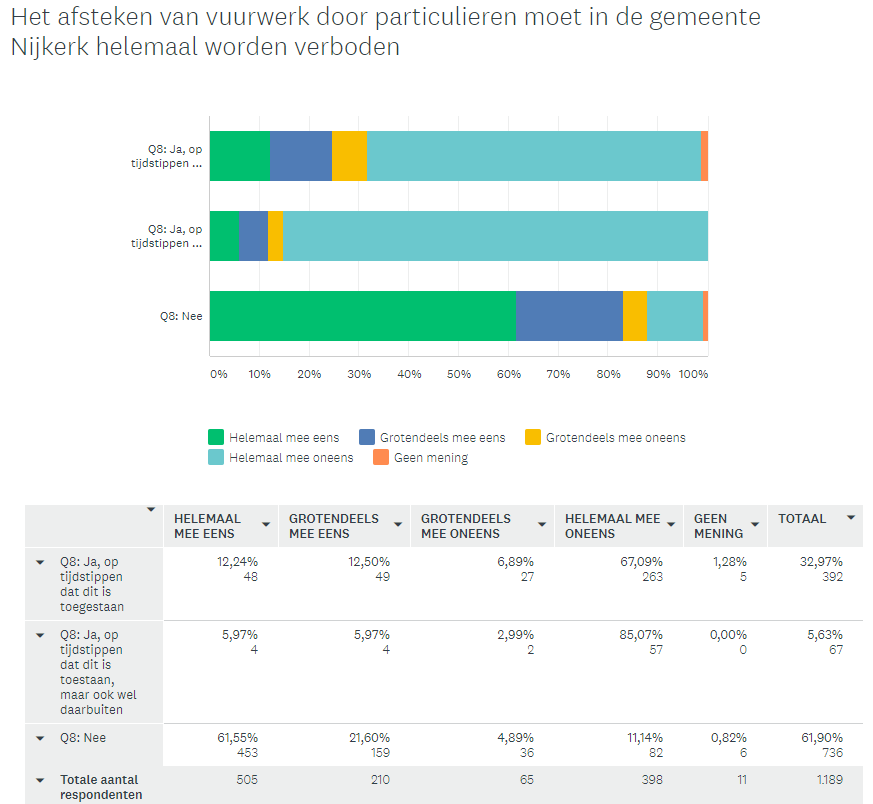 Het afsteken van vuurwerk door particulieren moet in de gemeente
Nijkerk helemaal worden verboden
Q8: Ja, op
tijdstippen ...
Q8: Ja, op
tijdstippen ...
Q8: Nee
0% 10% 20% 30% 40% 50% 60% 70% 80% 90% 100%
Helemaal mee eens Grotendeels mee eens Grotendeels mee oneens
Helemaal mee oneens Geen mening
HELEMAAL MEE EENS GROTENDEELS MEE EENS GROTENDEELS MEE ONEENS HELEMAAL MEE ONEENS GEEN MENING TOTAAL
Q8: Ja, op
tijdstippen
dat dit is
toegestaan
12,24% 12,50% 6,89% 67,09% 1,28% 32,97%
48 49 27 263 5 392
Q8: Ja, op
tijdstippen
dat dit is
toestaan,
maar ook wel
daarbuiten
5,97% 5,97% 2,99% 85,07% 0,00% 5,63%
4 4 2 57 0 67
Q8: Nee
61,55% 21,60% 4,89% 11,14% 0,82% 61,90%
453 159 36 82 6 736
Totale aantal
respondenten
505 210 65 398 11 1.189